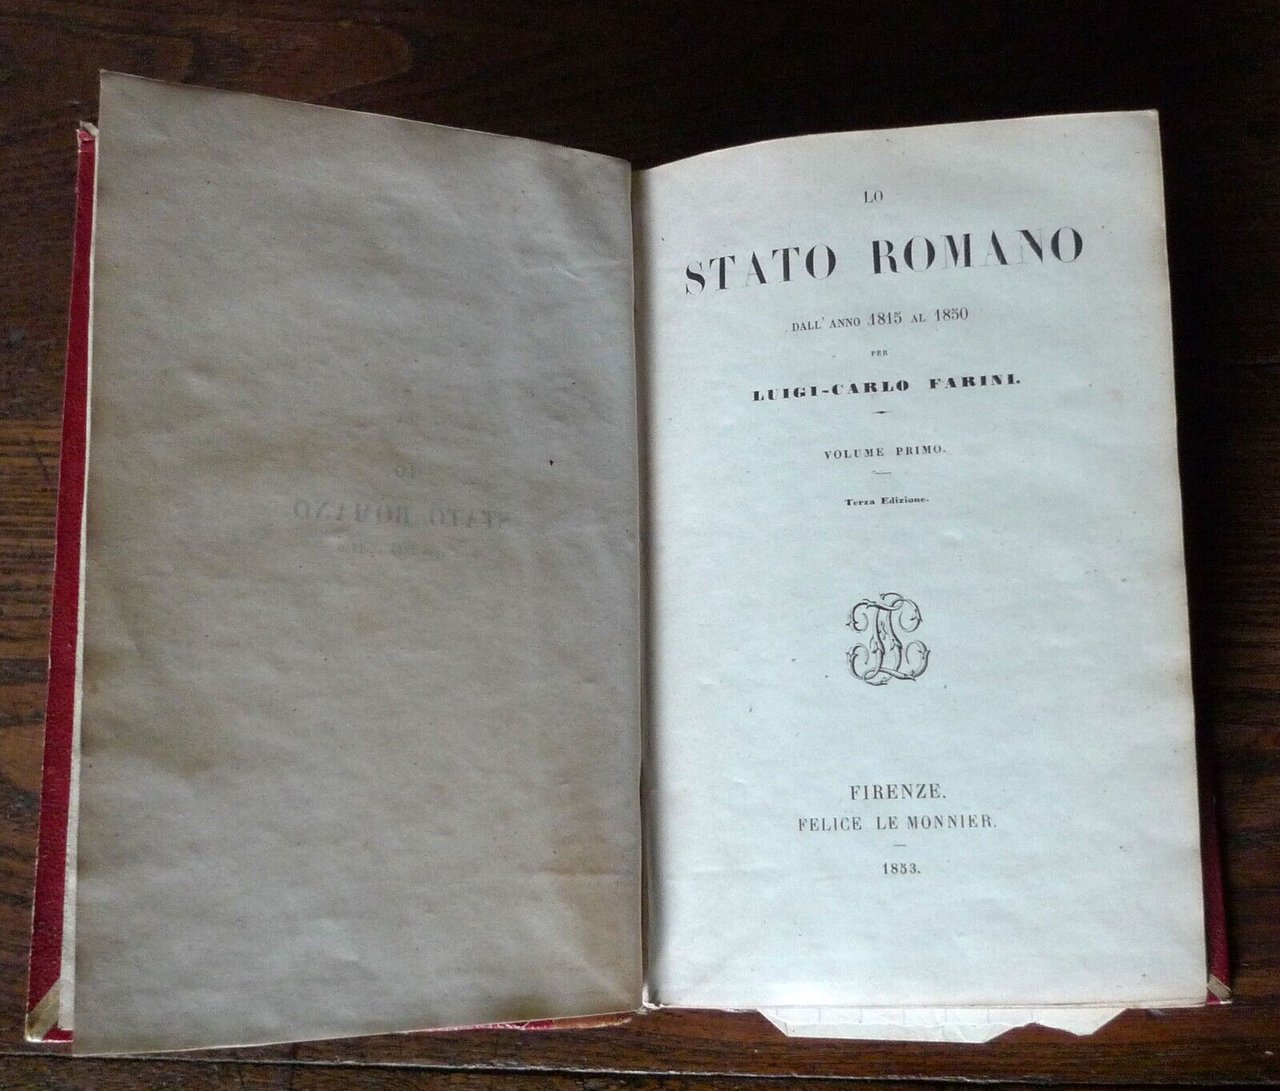 LO
STATO ROMANO
DALL' ANNO 1815 AL 1850
PER
LUIGI-CARLO FARINI.
VOLUME PRIMO.
Terza Edizione.
FIRENZE.
FELICE LE MONNIER.
1853.